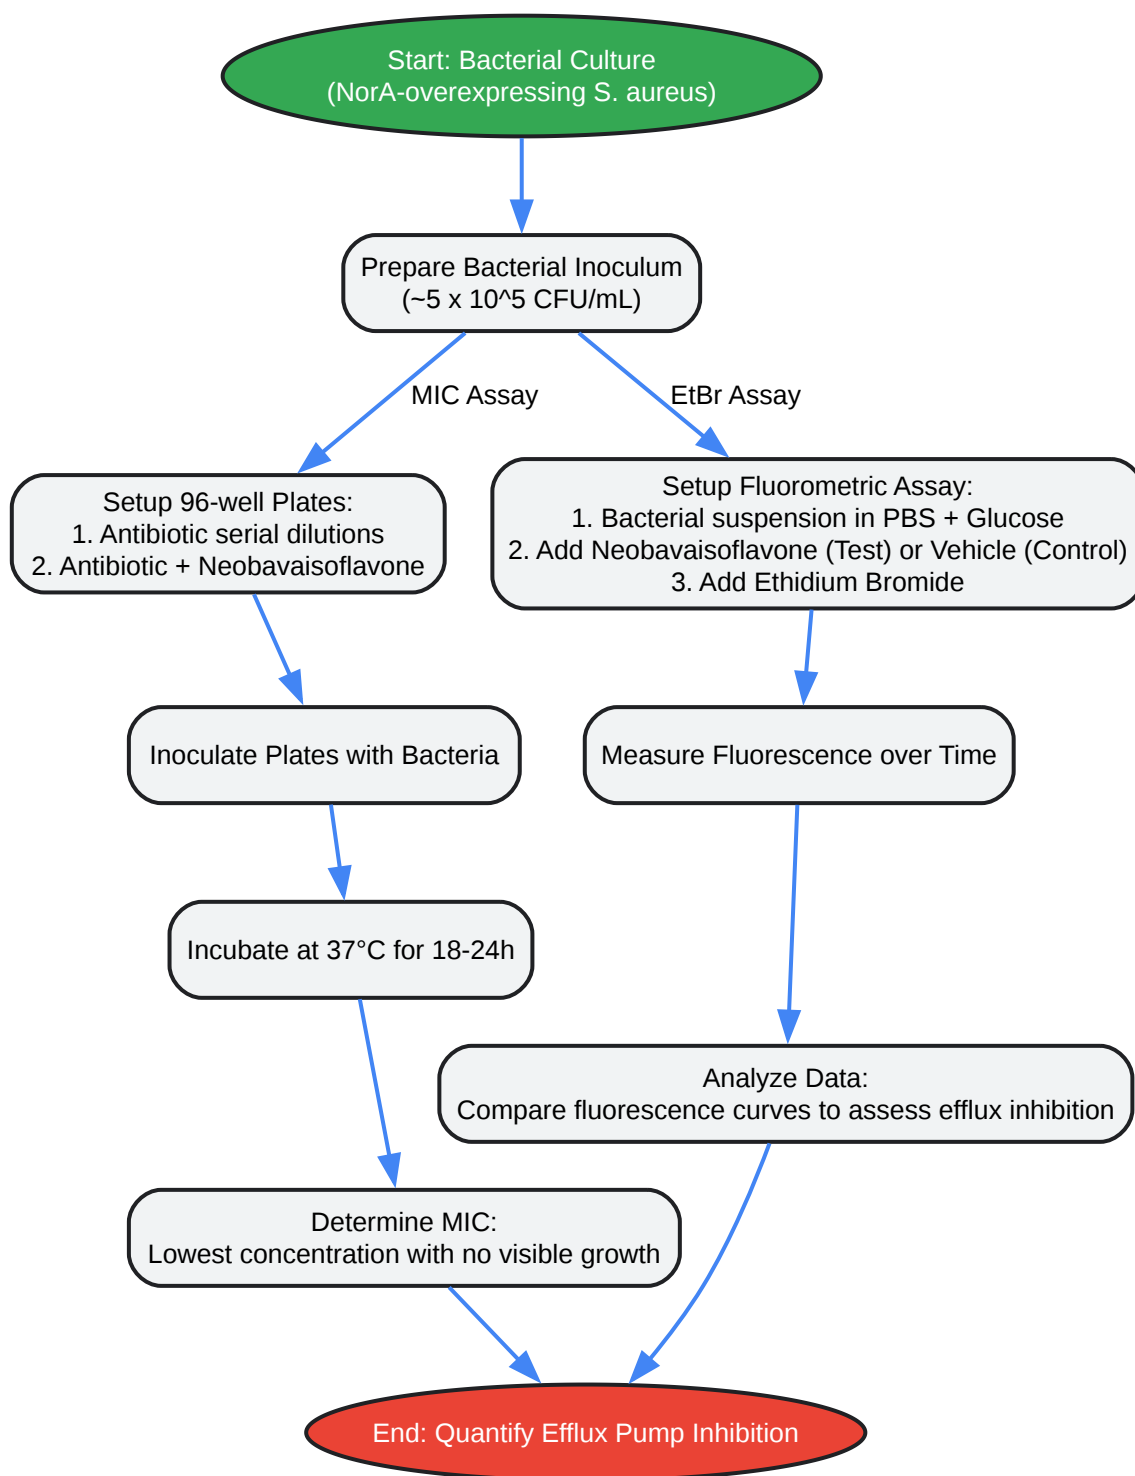 Start: Bacterial Culture
(NorA-overexpressing S. aureus)
Prepare Bacterial Inoculum
(~5 x 10^5 CFU/mL)
MIC Assay
EtBr Assay
Setup 96-well Plates:
1. Antibiotic serial dilutions
2. Antibiotic + Neobavaisoflavone
Setup Fluorometric Assay:
1. Bacterial suspension in PBS + Glucose
2. Add Neobavaisoflavone (Test) or Vehicle (Control)
3. Add Ethidium Bromide
Inoculate Plates with Bacteria
Measure Fluorescence over Time
Incubate at 37°C for 18-24h
Analyze Data:
Compare fluorescence curves to assess efflux inhibition
Determine MIC:
Lowest concentration with no visible growth
End: Quantify Efflux Pump Inhibition